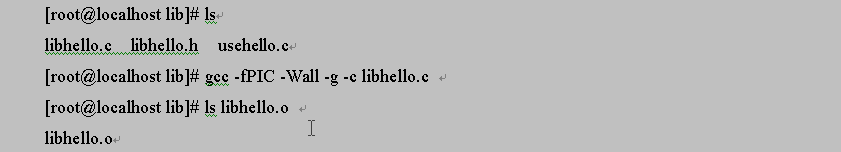 [root@localhost lib]# ls
libhello.c libhello.h usehello.c
[root@localhost lib]# gcc -fPIC -Wall -g -c libhello.c
[root@localhost lib]# ls libhello.o
libhello.o